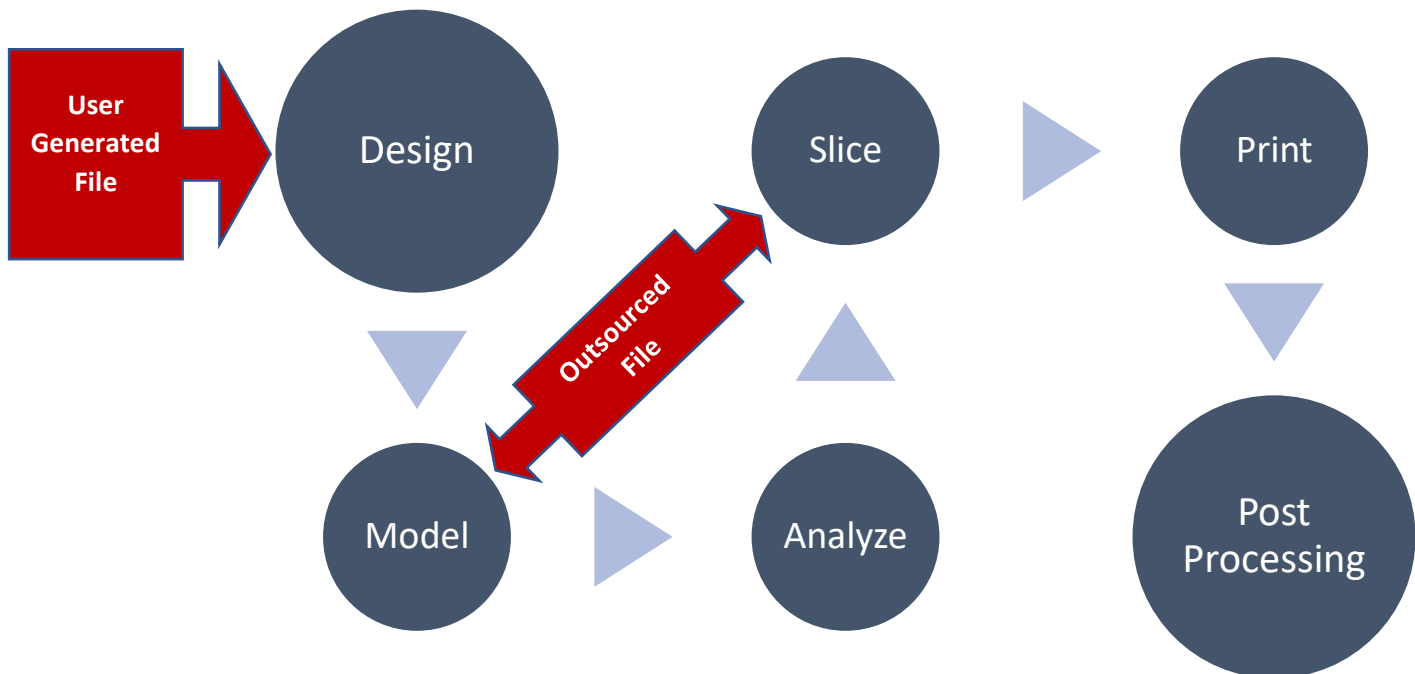 User
Generated
File
Design
Slice
Print
Outsourced
File
Model
Analyze
Post
Processing